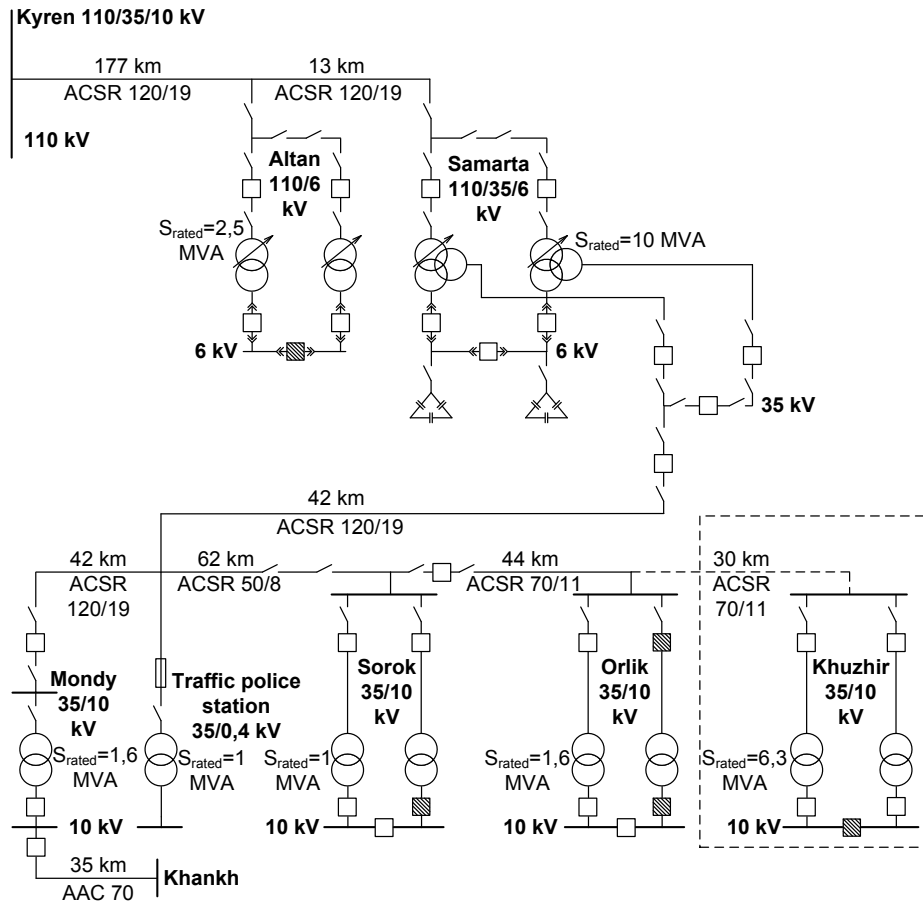 Kyren 110/35/10 kV
177 km
ACSR 120/19
13 km
ACSR 120/19
110 kV
Altan
110/6
kV
Samarta
110/35/6
kV
Srated=2,5
MVA
Srated=10 MVA
6 kV
6 kV
35 kV
42 km
ACSR 120/19
42 km
ACSR
120/19
62 km
ACSR 50/8
44 km
ACSR 70/11
30 km
ACSR
70/11
Mondy
35/10
kV
Traffic police
station
35/0,4 kV
Sorok
35/10
kV
Orlik
35/10
kV
Khuzhir
35/10
kV
Srated=1,6
MVA
Srated=1
MVA
Srated=1
MVA
Srated=1,6
MVA
Srated=6,3
MVA
10 kV
10 kV
10 kV
10 kV
35 km
AAC 70
Khankh